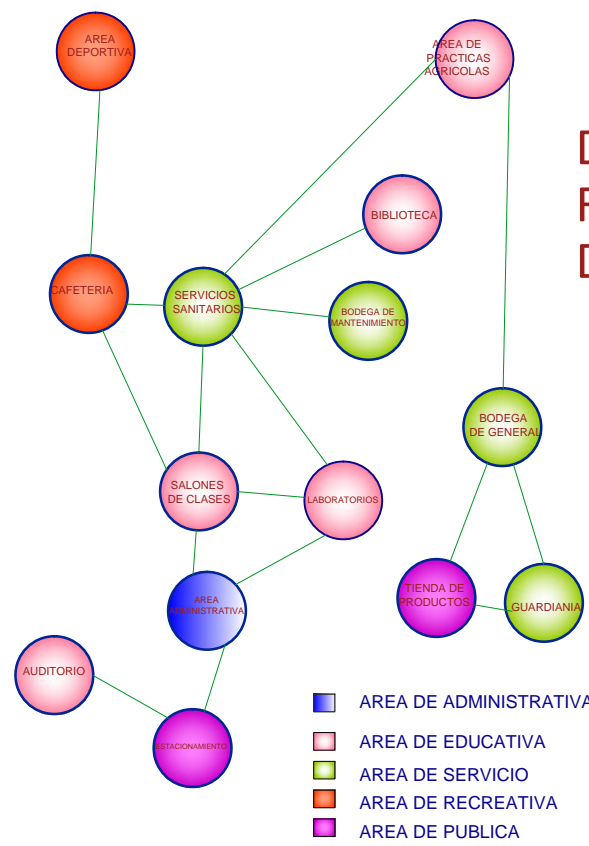 AREA
DEPORTIVA
AREA DE
PRACTICAS
AGRICOLAS
BIBLIOTECA
CAFETERIA
SERVICIOS
SANITARIOS
BODEGA DE
MANTENIMIENTO
BODEGA
DE GENERAL
SALONES
DE CLASES
LABORATORIOS
TIENDA DE
PRODUCTOS
GUARDIANIA
AREA
ADMINISTRATIVA
AUDITORIO
ESTACIONAMIENTO
AREA DE ADMINISTRATIVA
AREA DE EDUCATIVA
AREA DE SERVICIO
AREA DE RECREATIVA
AREA DE PUBLICA